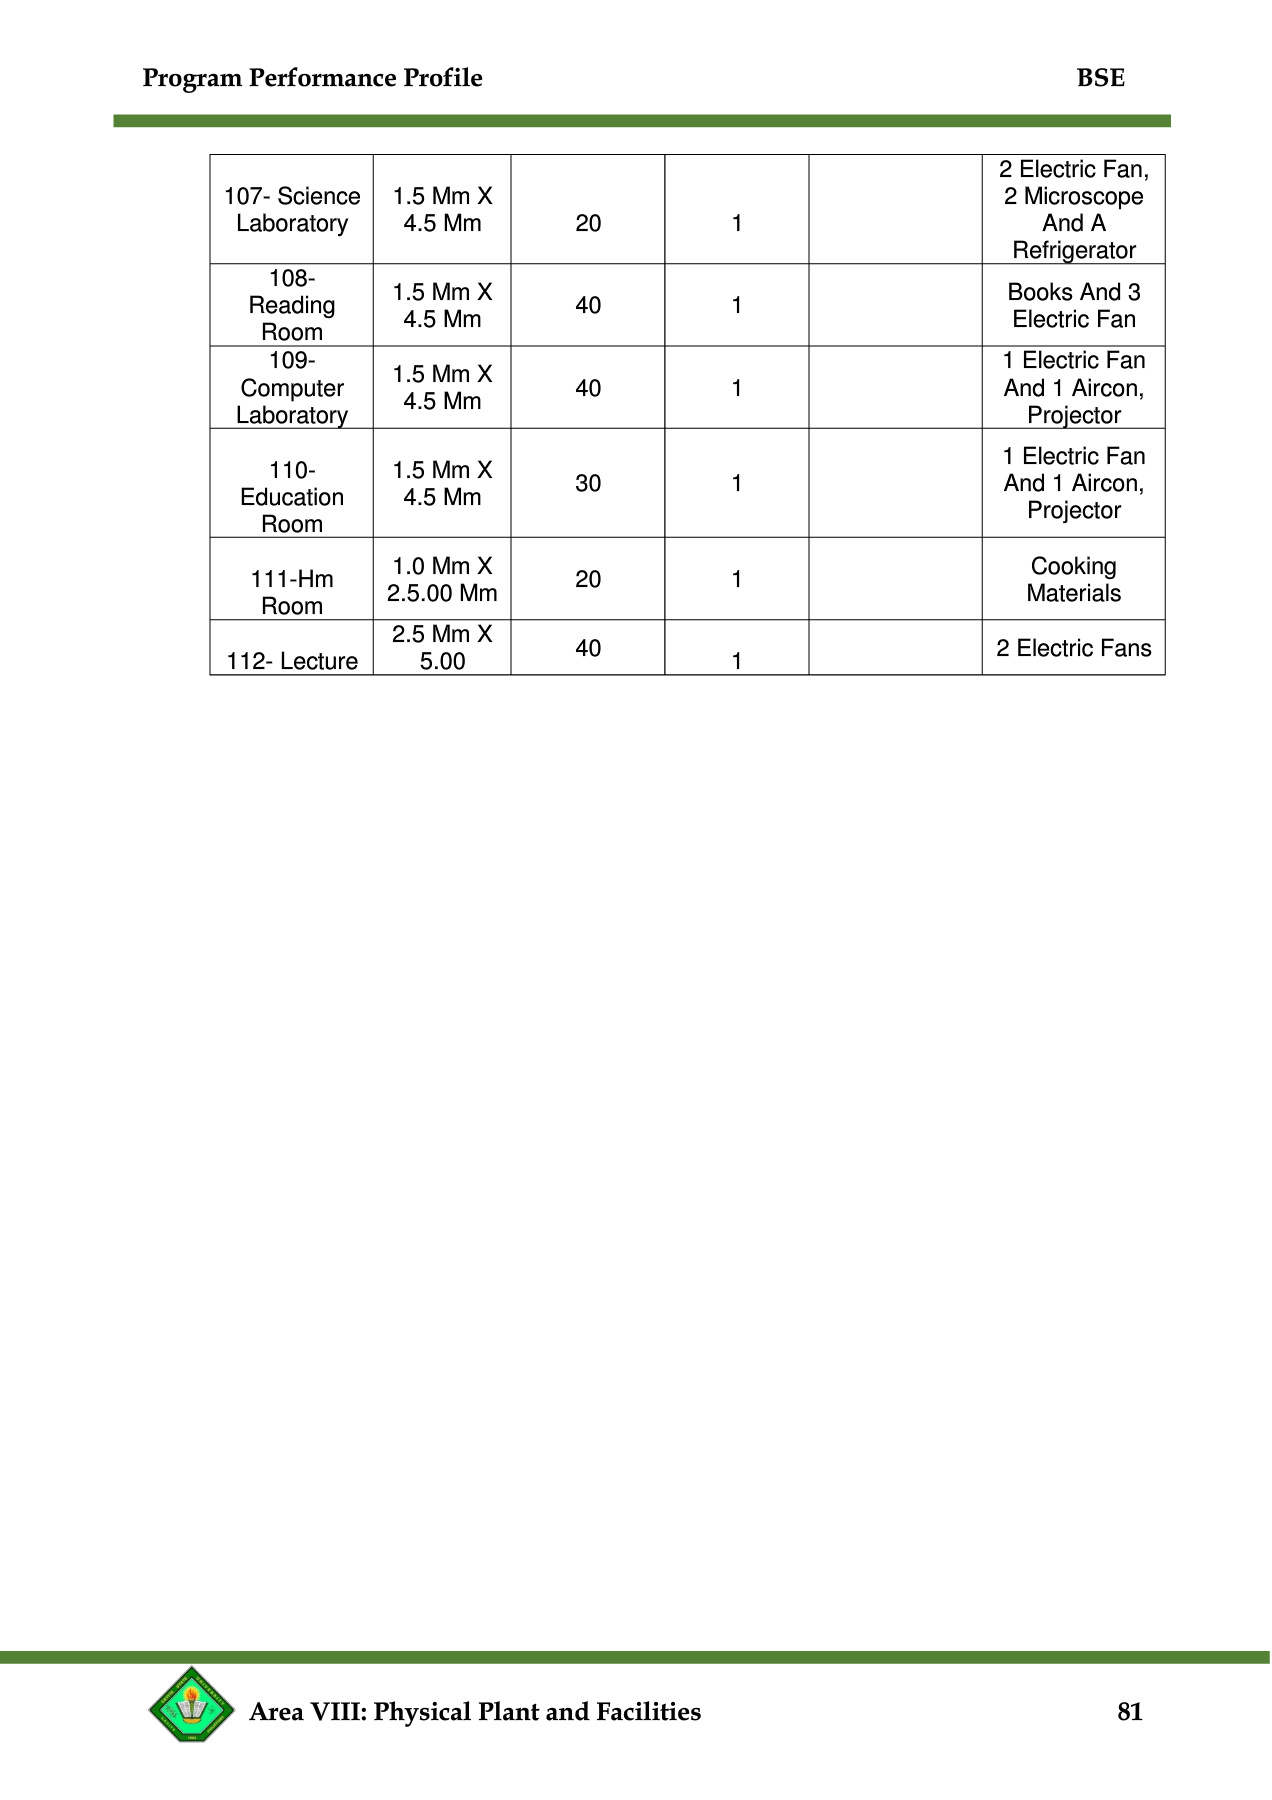 Program Performance Profile BSE
107- Science
Laboratory
1.5 Mm X
4.5 Mm
20
1
2 Electric Fan,
2 Microscope
And A
Refrigerator
108-
Reading
Room
1.5 Mm X
4.5 Mm
40
1
Books And 3
Electric Fan
109-
Computer
Laboratory
1.5 Mm X
4.5 Mm
40
1
1 Electric Fan
And 1 Aircon,
Projector
110-
Education
Room
1.5 Mm X
4.5 Mm
30
1
1 Electric Fan
And 1 Aircon,
Projector
111-Hm
Room
1.0 Mm X
2.5.00 Mm
20
1
Cooking
Materials
112- Lecture
2.5 Mm X
5.00
40
1
2 Electric Fans
Area VIII: Physical Plant and Facilities 81